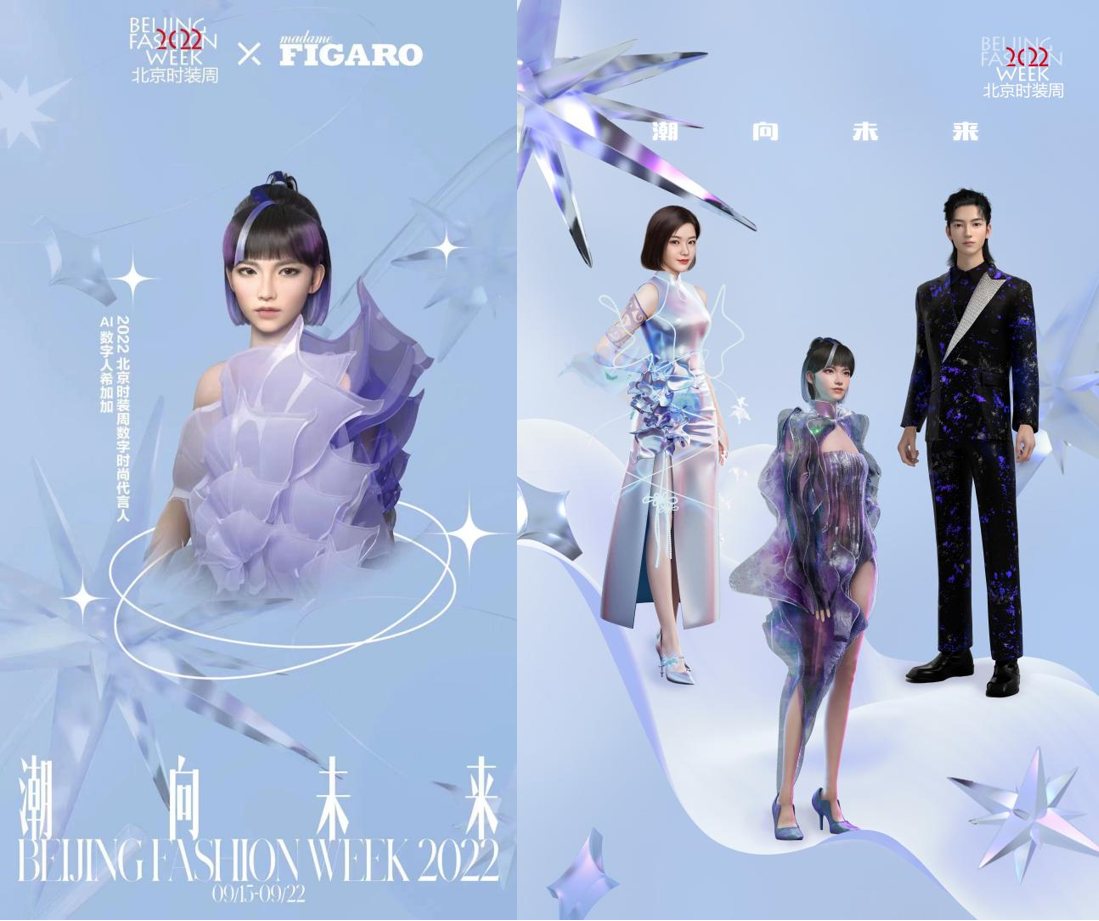 BEIJING
FASHION
2022
WEEK
北京时装周
×
madame
FIGARO
2022 北京时装周数字时尚代言人
AI 数字人希加加
潮向未来
BEIJING FASHION WEEK 2022
09/15-09/22
BEIJING
FASHION
2022
WEEK
北京时装周
潮向未来